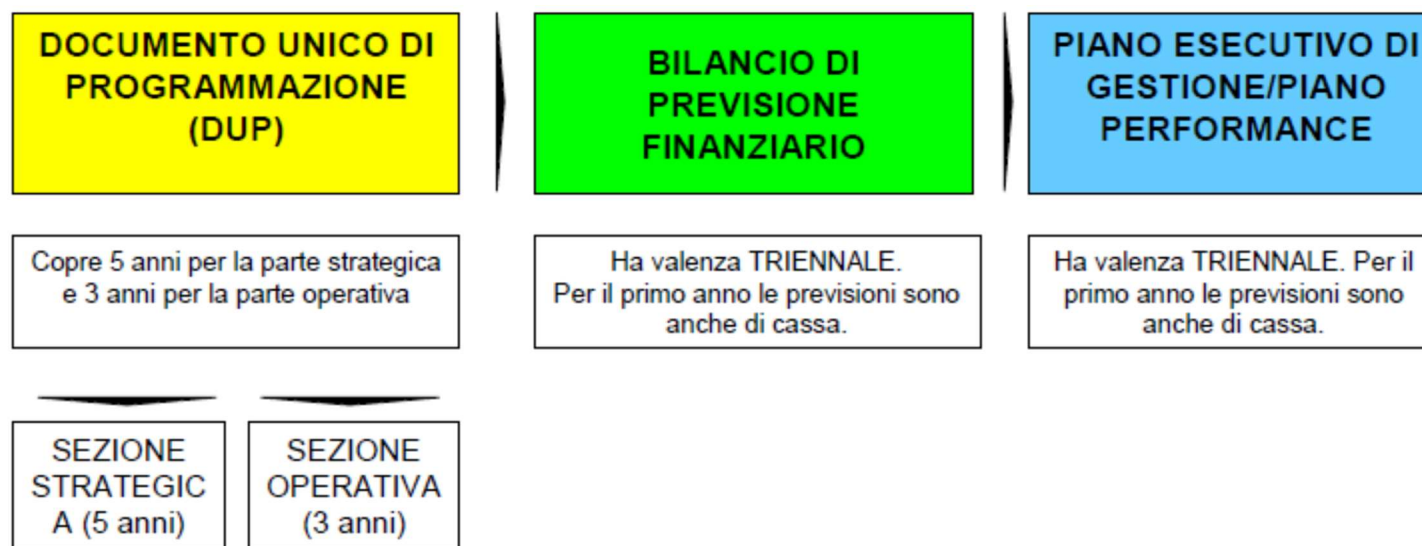 DOCUMENTO UNICO DI
PROGRAMMAZIONE
(DUP)
BILANCIO DI
PREVISIONE
FINANZIARIO
PIANO ESECUTIVO DI
GESTIONE/PIANO
PERFORMANCE
Copre 5 anni per la parte strategica
e 3 anni per la parte operativa
Ha valenza TRIENNALE.
Per il primo anno le previsioni sono
anche di cassa.
Ha valenza TRIENNALE. Per il
primo anno le previsioni sono
anche di cassa.
SEZIONE
STRATEGIC
A (5 anni)
SEZIONE
OPERATIVA
(3 anni)